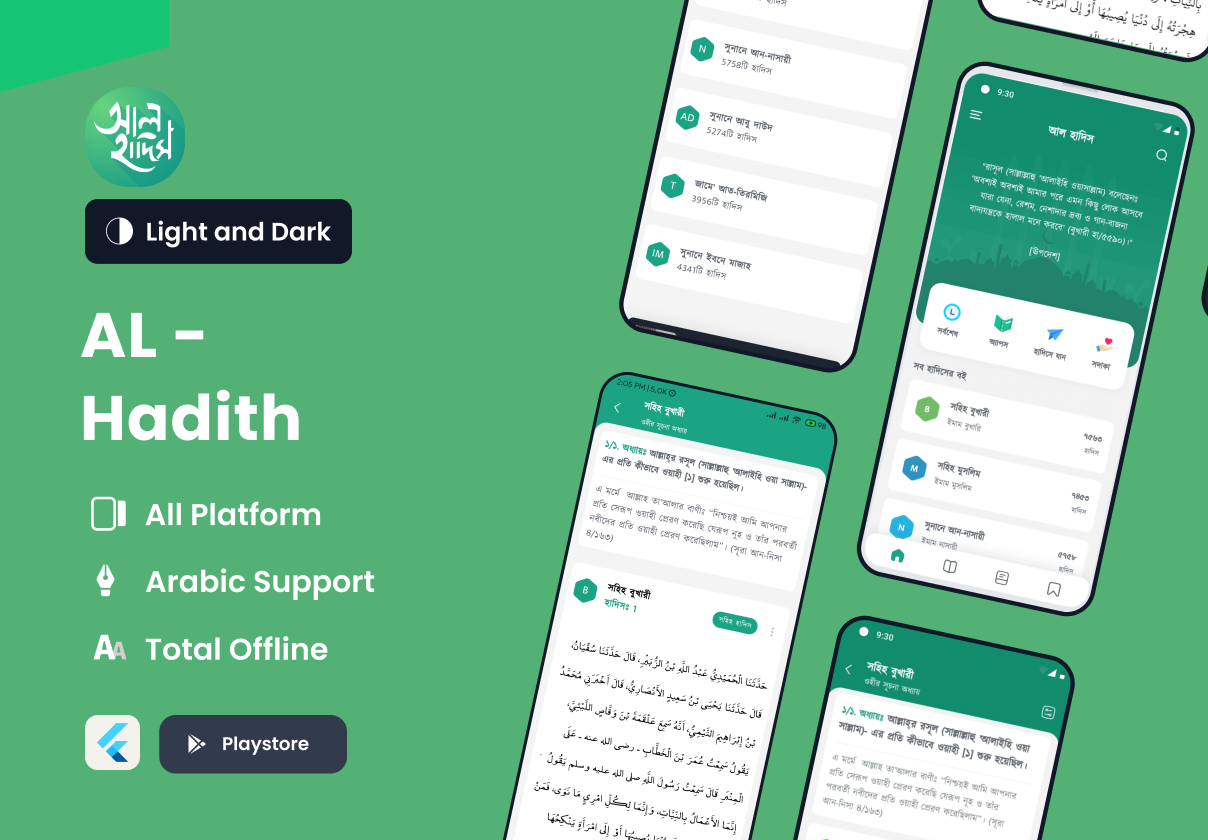 আল
হাদিস
Light and Dark
AL -
Hadith
All Platform
Arabic Support
Total Offline
Playstore
N
সুনানে আন-নাসায়ী
5758টি হাদিস
AD
সুনানে আবু দাউদ
5274টি হাদিস
T
জামে' আত-তিরমিজি
3956টি হাদিস
IM
সুনানে ইবনে মাজাহ
4341টি হাদিস
هِجْرَتُهُ إِلَى دُنْيَا يُصِيبُهَا أَوْ إِلَى امْرَأَةٍ
9:30
আল হাদিস
"রাসূল (সাল্লাল্লাহু 'আলাইহি ওয়াসাল্লাম) বলেছেনঃ
'অবশ্যই অবশ্যই আমার পরে এমন কিছু লোক আসবে
যারা যেনা, রেশম, নেশাদার দ্রব্য ও গান-বাজনা
বাদ্যযন্ত্রকে হালাল মনে করবে' (বুখারী হা/৫৫৯০)।"
[উপদেশ]
সর্বশেষ
অ্যাপস
হাদিসে যান
সদাকা
সব হাদিসের বই
B
সহিহ বুখারী
ইমাম বুখারি
৭৫৬৩
হাদিস
M
সহিহ মুসলিম
ইমাম মুসলিম
৭৪৫৩
হাদিস
N
সুনানে আন-নাসায়ী
ইমাম নাসায়ী
৫৭৫৮
হাদিস
2:05 PM | 5.0K
98
সহিহ বুখারী
ওহীর সূচনা অধ্যায়
১/১. অধ্যায়ঃ আল্লাহ্‌র রসূল (সাল্লাল্লাহু 'আলাইহি ওয়া সাল্লাম)-
এর প্রতি কীভাবে ওয়াহী [১] শুরু হয়েছিল।
এ মর্মে আল্লাহ তা'আলার বাণীঃ "নিশ্চয়ই আমি আপনার
প্রতি সেরূপ ওয়াহী প্রেরণ করেছি যেরূপ নূহ ও তাঁর পরবর্তী
নবীদের প্রতি ওয়াহী প্রেরণ করেছিলাম"। (সূরা আন-নিসা
৪/১৬৩)
B
সহিহ বুখারী
হাদিসঃ 1
সহিহ হাদিস
حَدَّثَنَا الْحُمَيْدِيُّ عَبْدُ اللَّهِ بْنُ الزُّبَيْرِ، قَالَ حَدَّثَنَا سُفْيَانُ،
قَالَ حَدَّثَنَا يَحْيَى بْنُ سَعِيدٍ الأَنْصَارِيُّ، قَالَ أَخْبَرَنِي مُحَمَّدُ
بْنُ إِبْرَاهِيمَ التَّيْمِيُّ، أَنَّهُ سَمِعَ عَلْقَمَةَ بْنَ وَقَّاصٍ اللَّيْثِيَّ،
يَقُولُ سَمِعْتُ عُمَرَ بْنَ الْخَطَّابِ ـ رضى الله عنه ـ عَلَى
الْمِنْبَرِ قَالَ سَمِعْتُ رَسُولَ اللَّهِ صلى الله عليه وسلم يَقُولُ ‏
إِنَّمَا الأَعْمَالُ بِالنِّيَّاتِ، وَإِنَّمَا لِكُلِّ امْرِئٍ مَا نَوَى، فَمَنْ
يُصِيبُهَا أَوْ إِلَى امْرَأَةٍ يَنْكِحُهَا
9:30
সহিহ বুখারী
ওহীর সূচনা অধ্যায়
১/১. অধ্যায়ঃ আল্লাহ্‌র রসূল (সাল্লাল্লাহু 'আলাইহি ওয়া
সাল্লাম)- এর প্রতি কীভাবে ওয়াহী [১] শুরু হয়েছিল।
এ মর্মে আল্লাহ তা'আলার বাণীঃ "নিশ্চয়ই আমি আপনার
প্রতি সেরূপ ওয়াহী প্রেরণ করেছি যেরূপ নূহ ও তাঁর
পরবর্তী নবীদের প্রতি ওয়াহী প্রেরণ করেছিলাম"। (সূরা
আন-নিসা ৪/১৬৩)